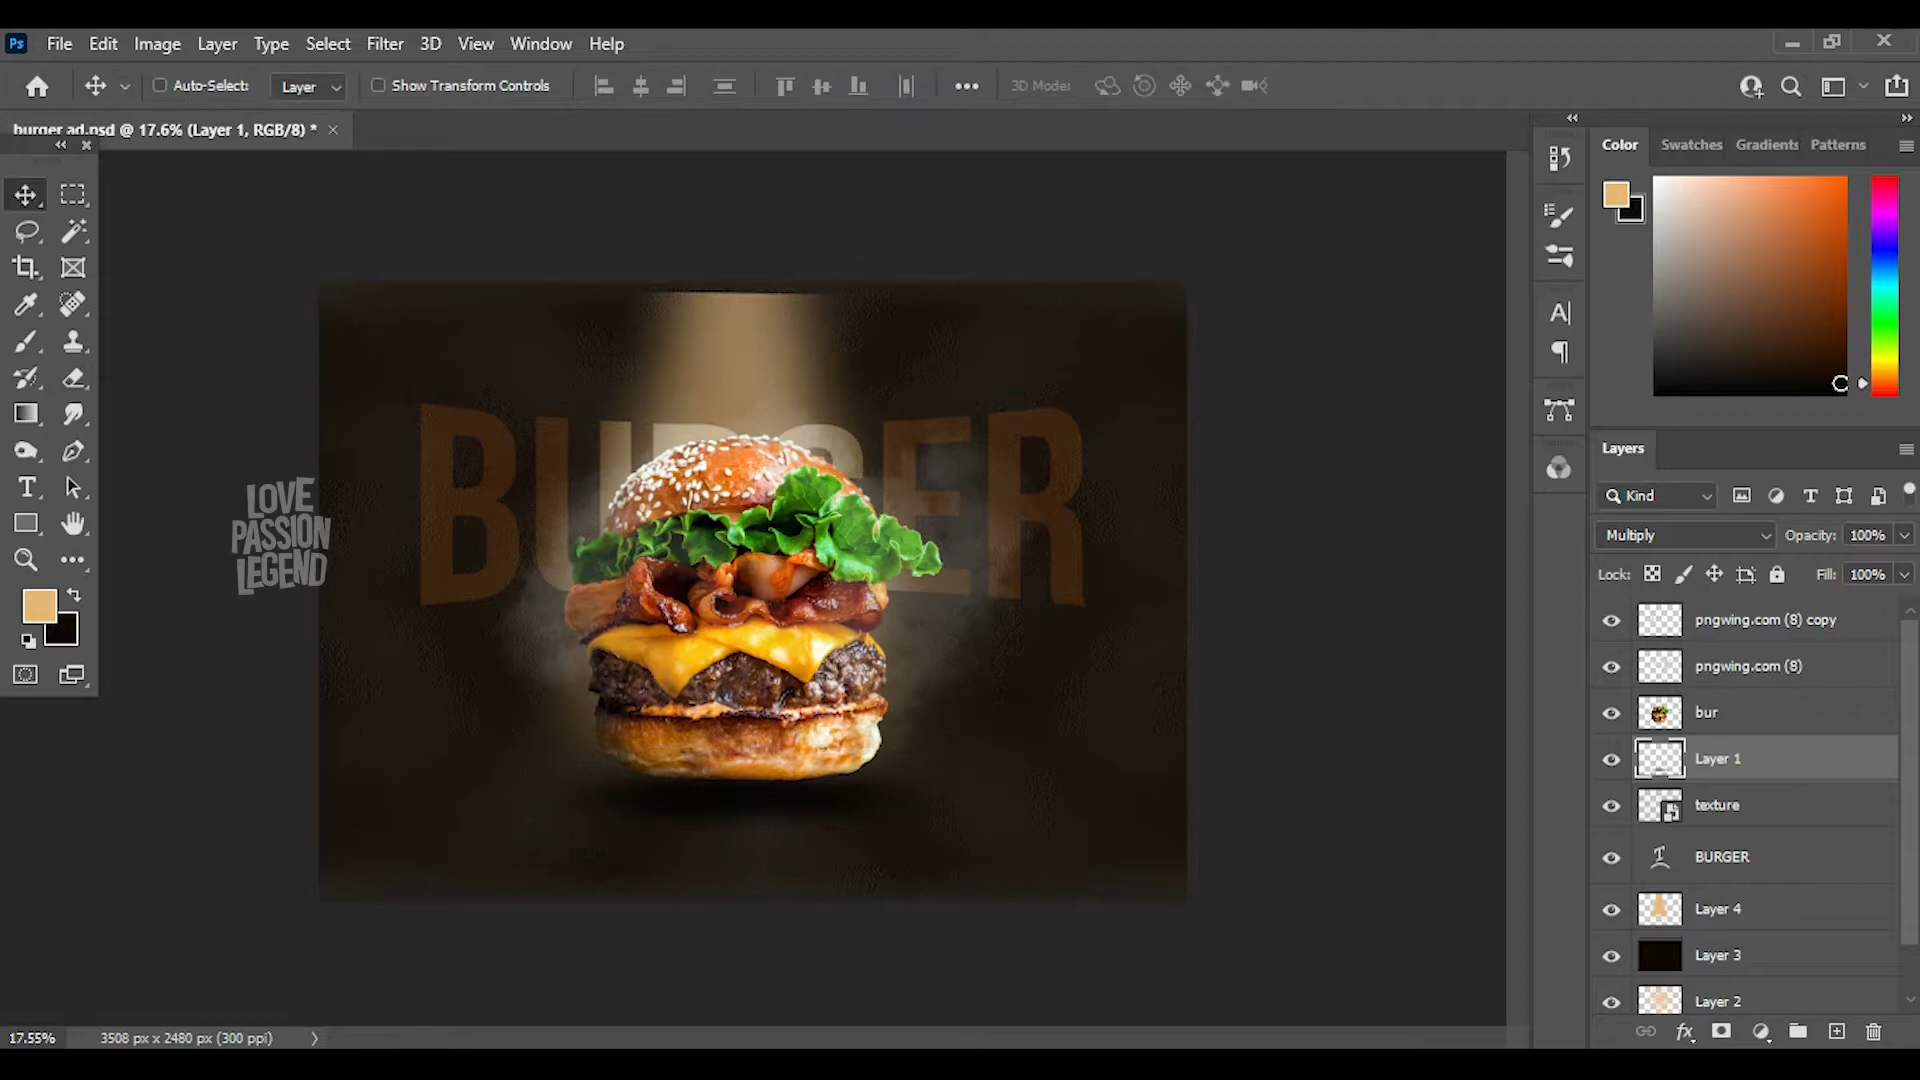 Ps File Edit Image Layer Type Select Filter 3D View Window Help
Auto-Select: Layer Show Transform Controls 3D Mode:
burger ad.psd @ 17.6% (Layer 1, RGB/8) *
Color Swatches Gradients Patterns
BURGER
LOVE
PASSION
LEGEND
Layers
Kind
Multiply Opacity: 100%
Lock: Fill: 100%
pngwing.com (8) copy
pngwing.com (8)
bur
Layer 1
texture
BURGER
Layer 4
Layer 3
Layer 2
17.55% 3508 px x 2480 px (300 ppi)